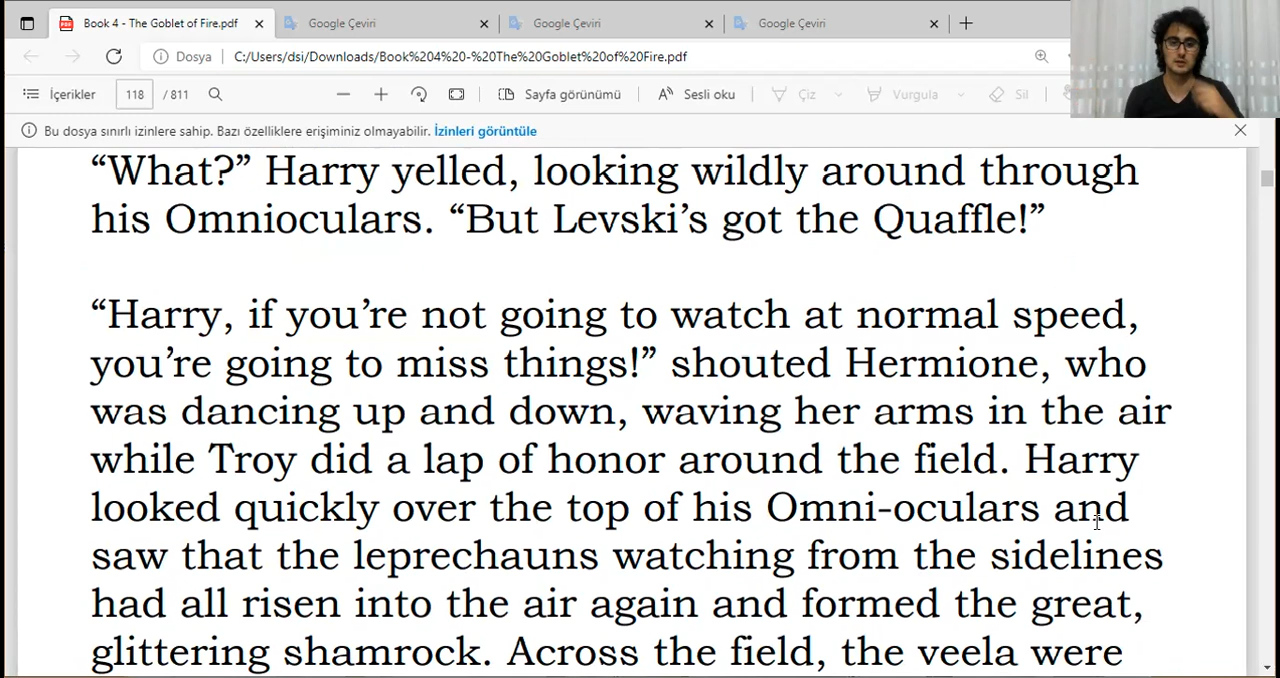 Book 4 - The Goblet of Fire.pdf
Google Çeviri
Google Çeviri
Google Çeviri
Dosya C:/Users/dsi/Downloads/Book%204%20-%20The%20Goblet%20of%20Fire.pdf
İçerikler 118 / 811 Sayfa görünümü Sesli oku Çiz Vurgula Sil
Bu dosya sınırlı izinlere sahip. Bazı özelliklere erişiminiz olmayabilir. İzinleri görüntüle
“What?” Harry yelled, looking wildly around through
his Omnioculars. “But Levski’s got the Quaffle!”
“Harry, if you’re not going to watch at normal speed,
you’re going to miss things!” shouted Hermione, who
was dancing up and down, waving her arms in the air
while Troy did a lap of honor around the field. Harry
looked quickly over the top of his Omni-oculars and
saw that the leprechauns watching from the sidelines
had all risen into the air again and formed the great,
glittering shamrock. Across the field, the veela were